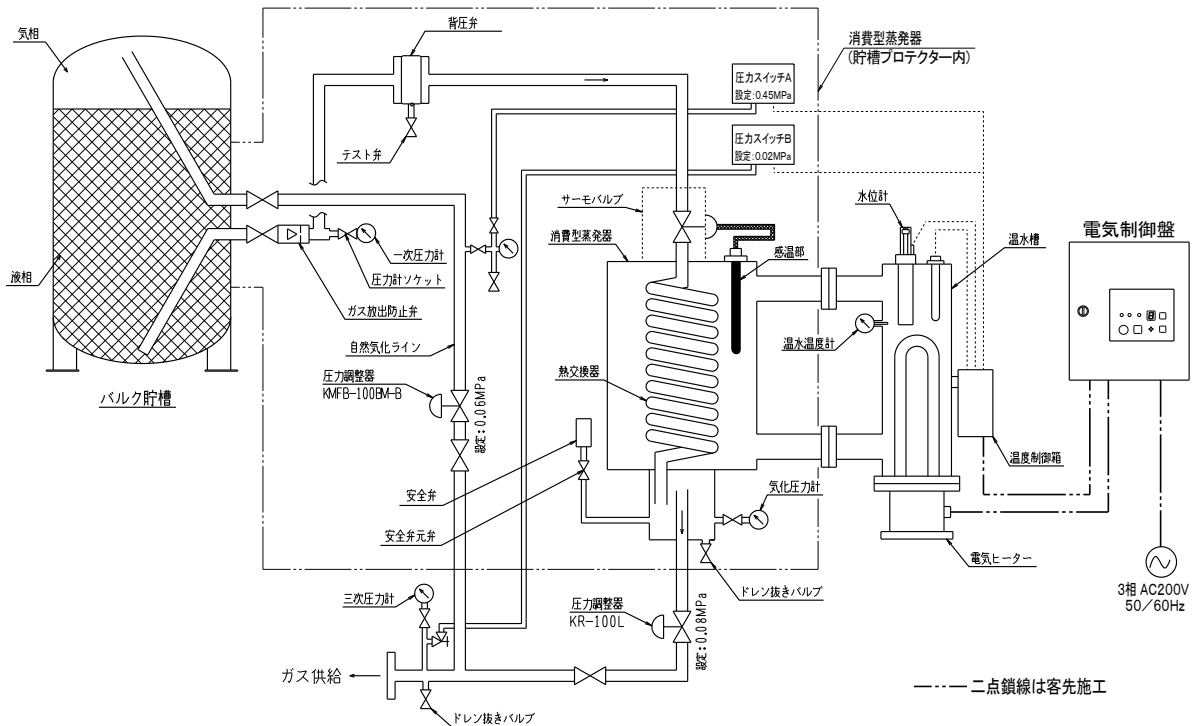 気相
液相
バルク貯槽
背圧弁
テスト弁
消費型蒸発器
(貯槽プロテクター内)
圧力スイッチA
設定:0.45MPa
圧力スイッチB
設定:0.02MPa
サーモバルブ
消費型蒸発器
感温部
一次圧力計
圧力計ソケット
ガス放出防止弁
自然気化ライン
圧力調整器
KMFB-100BM-B
設定:0.06MPa
熱交換器
水位計
温水槽
電気制御盤
温水温度計
温度制御箱
電気ヒーター
3相 AC200V
50/60Hz
安全弁
安全弁元弁
気化圧力計
ドレン抜きバルブ
三次圧力計
圧力調整器
KR-100L
設定:0.08MPa
ガス供給
ドレン抜きバルブ
二点鎖線は客先施工